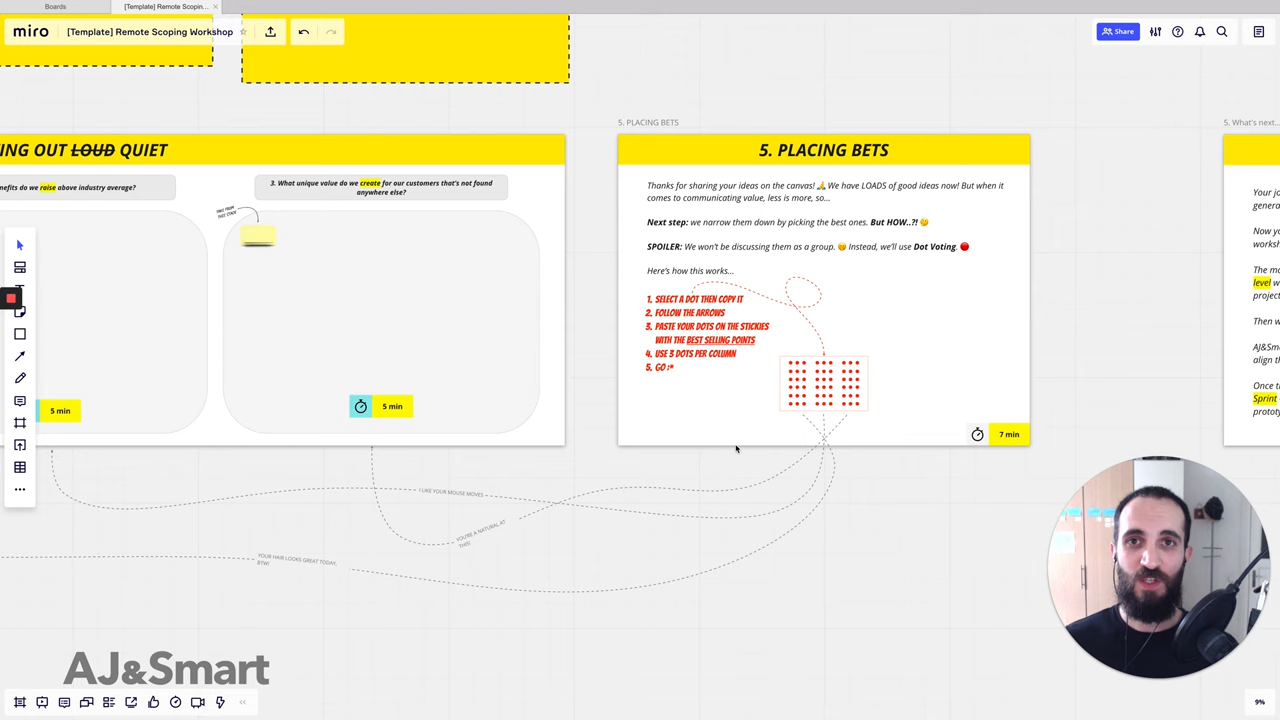 Boards
[Template] Remote Scopin...
miro
[Template] Remote Scoping Workshop
Share
5. PLACING BETS
5. What's next...
ING OUT LOUD QUIET
nefits do we raise above industry average?
3. What unique value do we create for our customers that's not found
anywhere else?
TAKE FROM
THIS STACK
5 min
5 min
5. PLACING BETS
Thanks for sharing your ideas on the canvas! 🙏 We have LOADS of good ideas now! But when it
comes to communicating value, less is more, so...
Next step: we narrow them down by picking the best ones. But HOW..?!
SPOILER: We won't be discussing them as a group. Instead, we'll use Dot Voting. 🔴
Here's how this works...
1. SELECT A DOT THEN COPY IT
2. FOLLOW THE ARROWS
3. PASTE YOUR DOTS ON THE STICKIES
WITH THE BEST SELLING POINTS
4. USE 3 DOTS PER COLUMN
5. GO :*
7 min
Your jo
genera
Now yo
worksh
The mo
level w
project
Then w
AJ&Sma
align th
Once th
Sprint
prototy
I LIKE YOUR MOUSE MOVES
YOU'RE A NATURAL AT
THIS!
YOUR HAIR LOOKS GREAT TODAY,
BTW!
AJ&Smart
9%